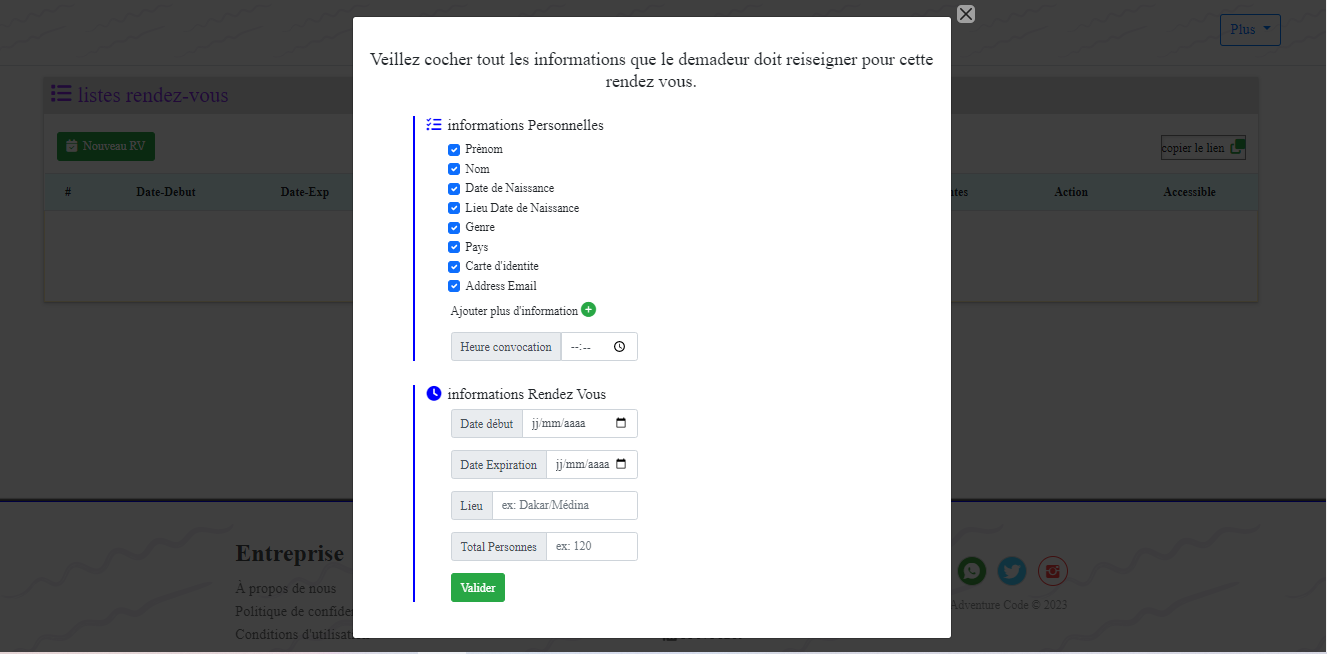 Plus
listes rendez-vous
Nouveau RV
copier le lien
# Date-Debut Date-Exp Action Accessible
Veillez cocher tout les informations que le demadeur doit reiseigner pour cette
rendez vous.
informations Personnelles
Prènom
Nom
Date de Naissance
Lieu Date de Naissance
Genre
Pays
Carte d'identite
Address Email
Ajouter plus d'information
Heure convocation --:--
informations Rendez Vous
Date début jj/mm/aaaa
Date Expiration jj/mm/aaaa
Lieu ex: Dakar/Médina
Total Personnes ex: 120
Valider
Entreprise
À propos de nous
Politique de confide
Conditions d'utilisat
Adventure Code © 2023